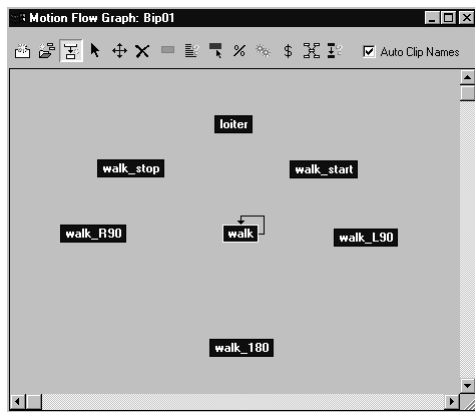 Motion Flow Graph: Bip01
Auto Clip Names
loiter
walk_stop
walk_start
walk_R90
walk
walk_L90
walk_180